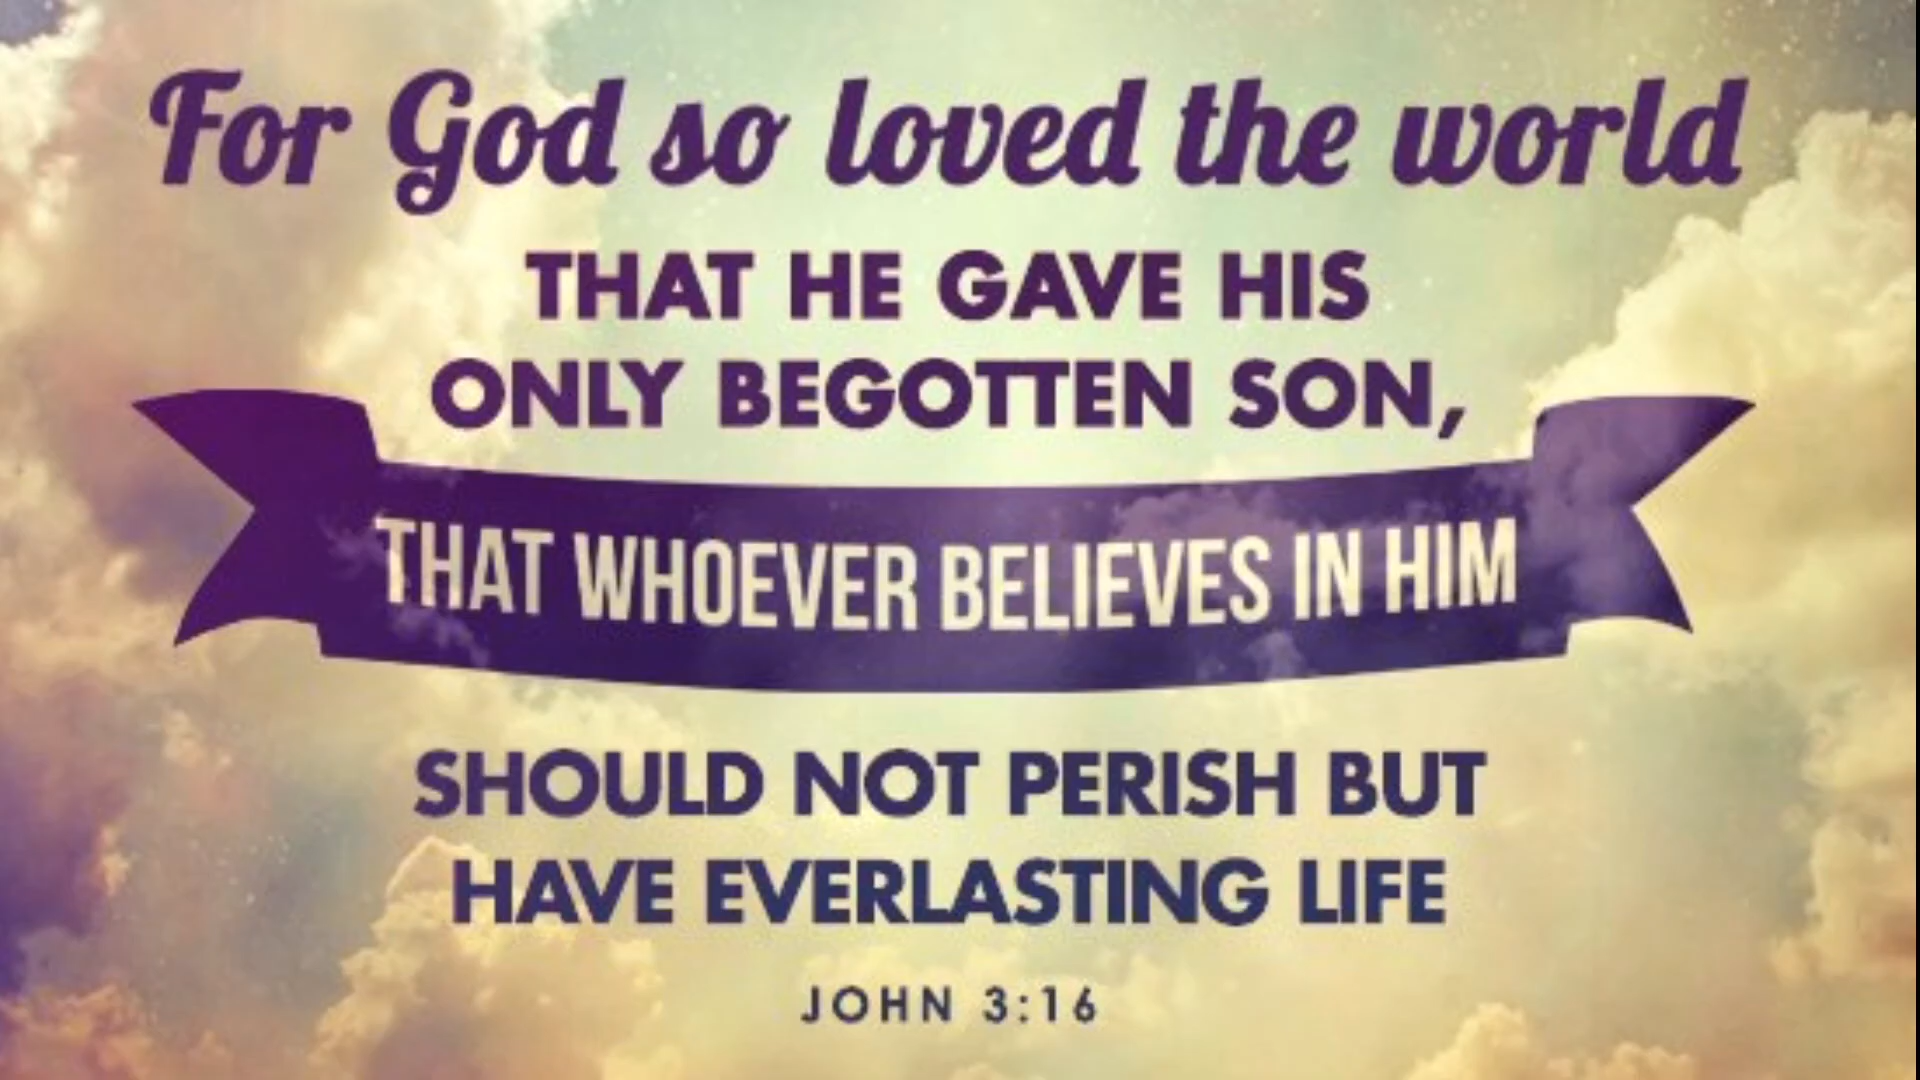 For God so loved the world
THAT HE GAVE HIS
ONLY BEGOTTEN SON,
THAT WHOEVER BELIEVES IN HIM
SHOULD NOT PERISH BUT
HAVE EVERLASTING LIFE
JOHN 3:16